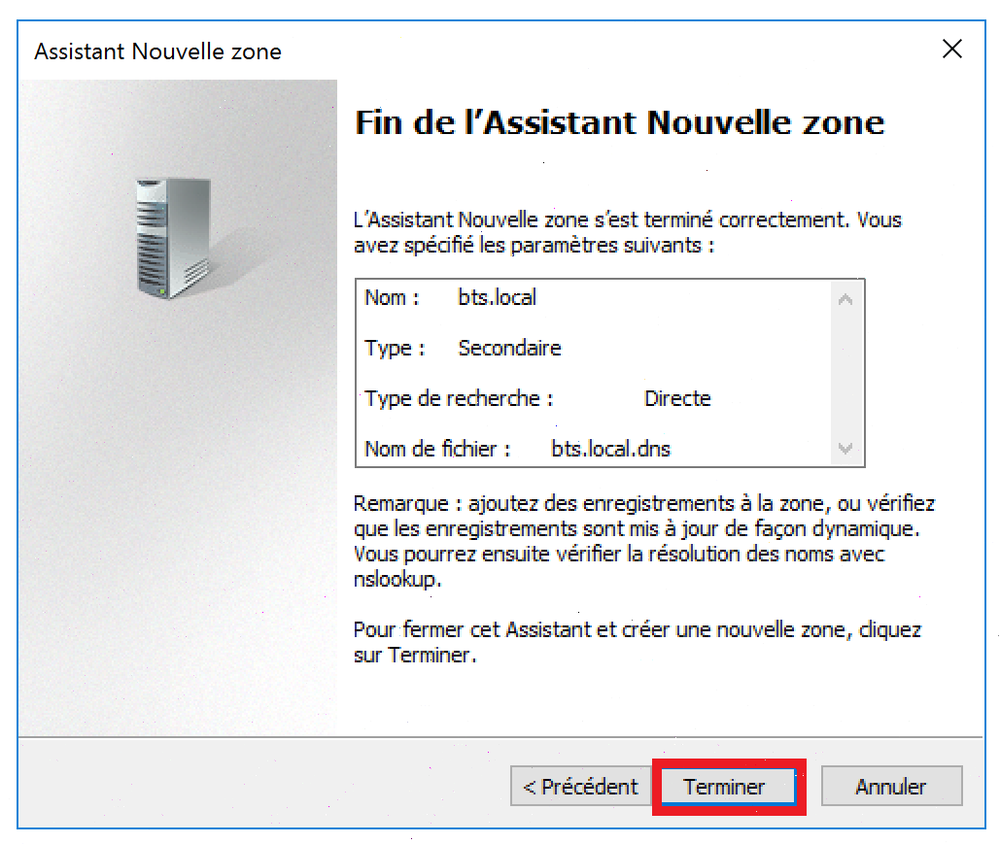 Assistant Nouvelle zone
Fin de l'Assistant Nouvelle zone
L'Assistant Nouvelle zone s'est terminé correctement. Vous
avez spécifié les paramètres suivants :
Nom : bts.local
Type : Secondaire
Type de recherche : Directe
Nom de fichier : bts.local.dns
Remarque : ajoutez des enregistrements à la zone, ou vérifiez
que les enregistrements sont mis à jour de façon dynamique.
Vous pourrez ensuite vérifier la résolution des noms avec
nslookup.
Pour fermer cet Assistant et créer une nouvelle zone, cliquez
sur Terminer.
< Précédent Terminer Annuler